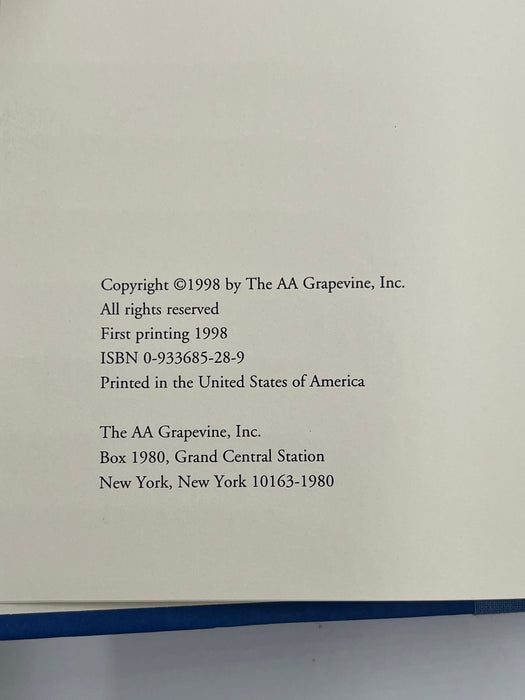 Copyright ©1998 by The AA Grapevine, Inc.
All rights reserved
First printing 1998
ISBN 0-933685-28-9
Printed in the United States of America
The AA Grapevine, Inc.
Box 1980, Grand Central Station
New York, New York 10163-1980